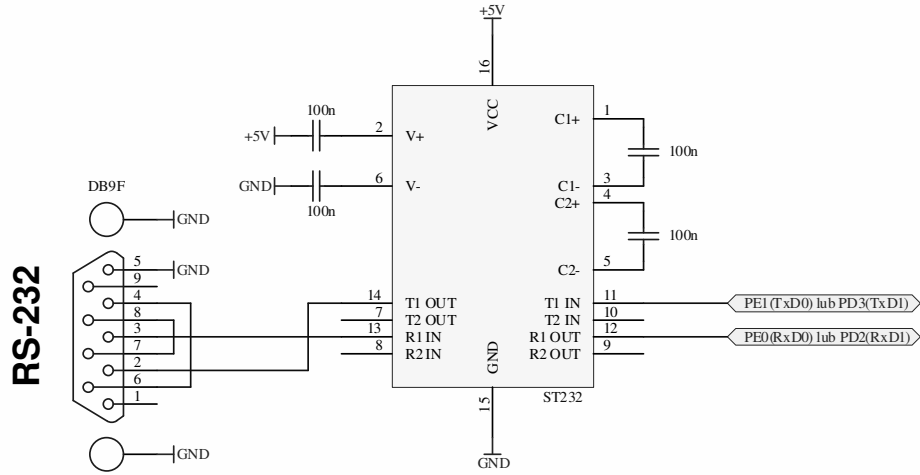 +5V
16
VCC
100n
+5V
2
V+
C1+
1
100n
GND
6
V-
100n
C1-
3
C2+
4
100n
C2-
5
DB9F
GND
RS-232
5
GND
9
4
8
3
7
2
6
1
GND
14
T1 OUT
7
T2 OUT
13
R1 IN
8
R2 IN
T1 IN
11
PE1(TxD0) lub PD3(TxD1)
T2 IN
10
R1 OUT
12
PE0(RxD0) lub PD2(RxD1)
R2 OUT
9
GND
15
ST232
GND